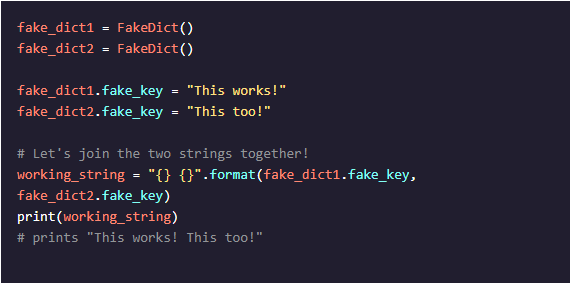 fake_dict1 = FakeDict()
fake_dict2 = FakeDict()
fake_dict1.fake_key = "This works!"
fake_dict2.fake_key = "This too!"
# Let's join the two strings together!
working_string = "{} {}".format(fake_dict1.fake_key,
fake_dict2.fake_key)
print(working_string)
# prints "This works! This too!"